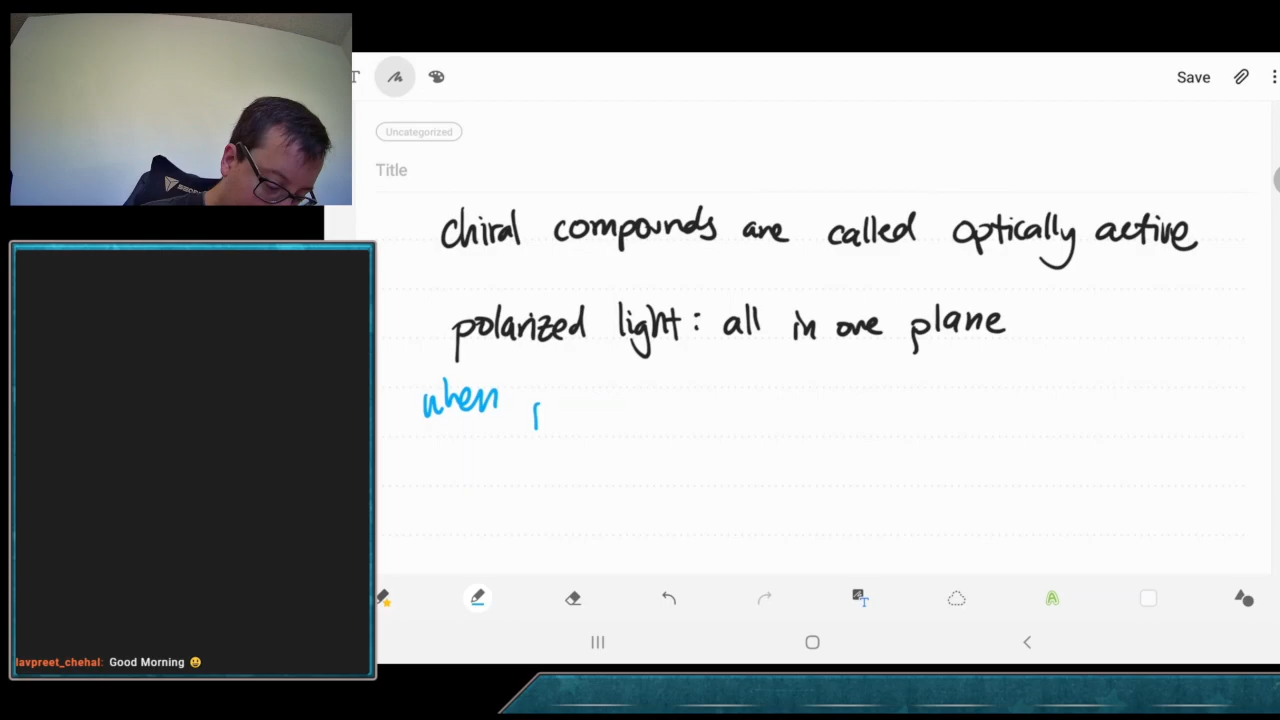 T
Save
Uncategorized
Title
chiral compounds are called optically active
polarized light: all in one plane
when p
lavpreet_chehal: Good Morning 😃